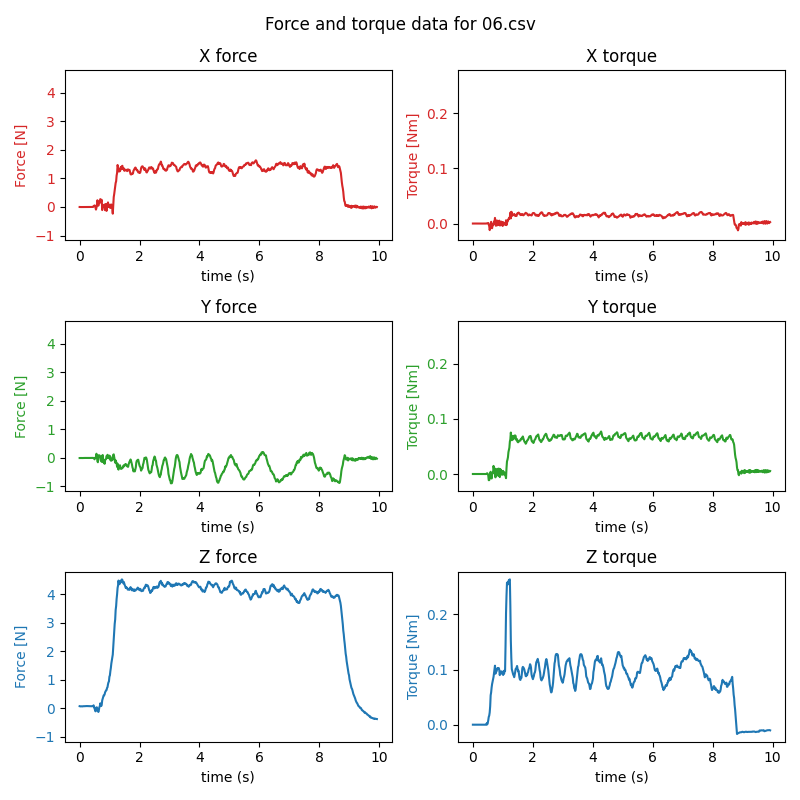 Force and torque data for 06.csv
X force
X torque
Force [N]
4
3
2
1
0
−1
0 2 4 6 8 10
time (s)
Torque [Nm]
0.2
0.1
0.0
0 2 4 6 8 10
time (s)
Y force
Y torque
Force [N]
4
3
2
1
0
−1
0 2 4 6 8 10
time (s)
Torque [Nm]
0.2
0.1
0.0
0 2 4 6 8 10
time (s)
Z force
Z torque
Force [N]
4
3
2
1
0
−1
0 2 4 6 8 10
time (s)
Torque [Nm]
0.2
0.1
0.0
0 2 4 6 8 10
time (s)